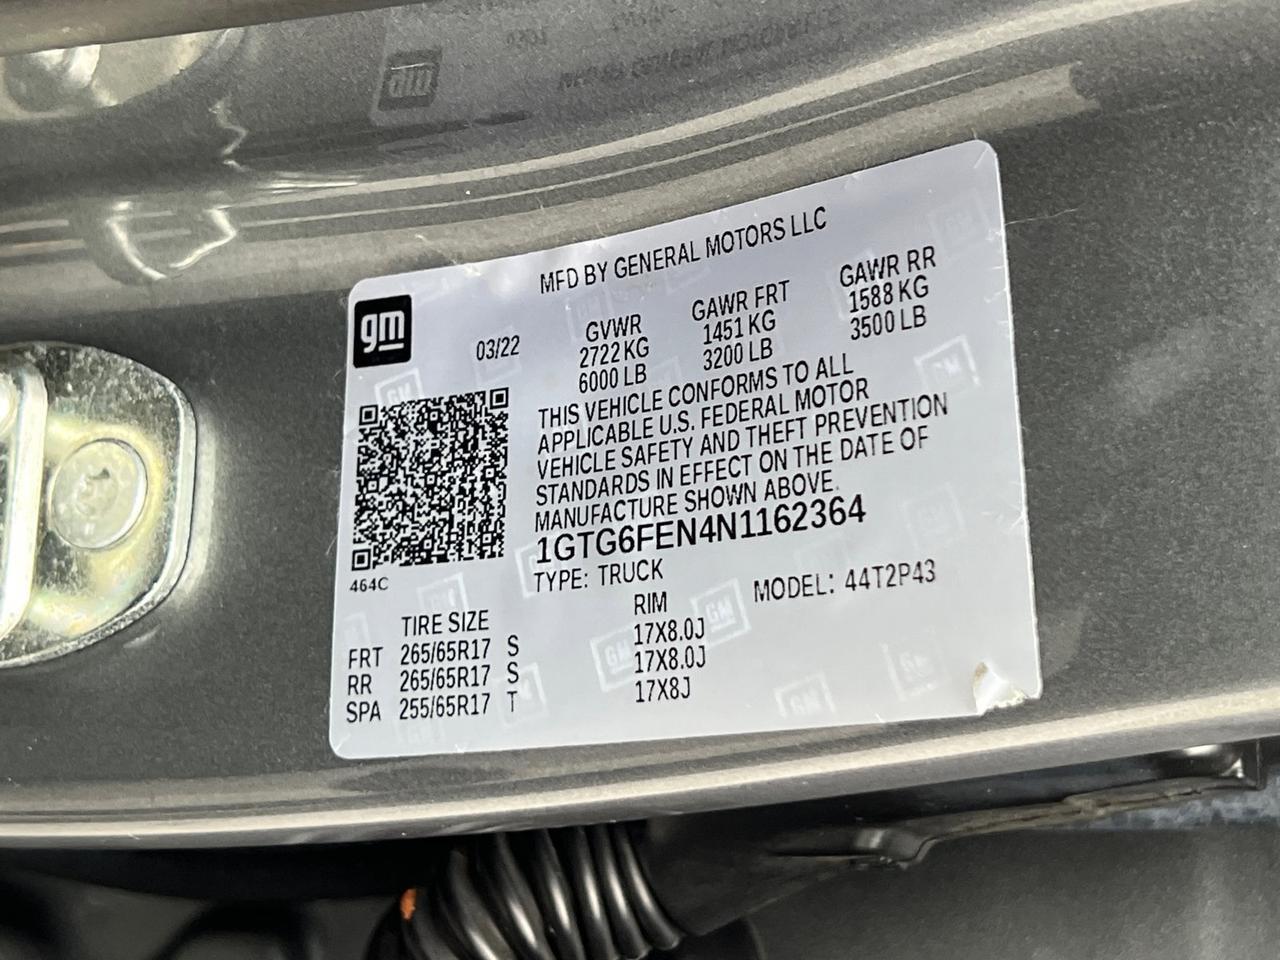 MFD BY GENERAL MOTORS LLC
gm
03/22
GVWR GAWR FRT GAWR RR
2722 KG 1451 KG 1588 KG
6000 LB 3200 LB 3500 LB
THIS VEHICLE CONFORMS TO ALL
APPLICABLE U.S. FEDERAL MOTOR
VEHICLE SAFETY AND THEFT PREVENTION
STANDARDS IN EFFECT ON THE DATE OF
MANUFACTURE SHOWN ABOVE.
1GTG6FEN4N1162364
464C
TYPE: TRUCK MODEL: 44T2P43
TIRE SIZE RIM
FRT 265/65R17 S 17X8.0J
RR 265/65R17 S 17X8.0J
SPA 255/65R17 T 17X8J